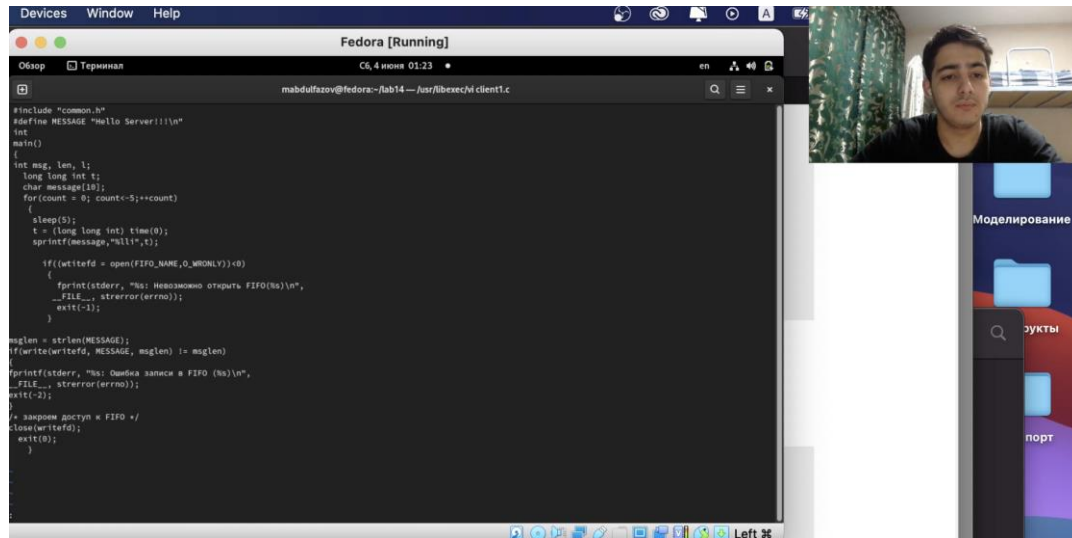 Devices Window Help
A
Fedora [Running]
Обзор Терминал Сб, 4 июня 01:23 en
mabdulfazov@fedora:~/lab14 — /usr/libexec/vi client1.c
#include "common.h"
#define MESSAGE "Hello Server!!!\n"
int
main()
{
int msg, len, l;
long long int t;
char message[10];
for(count = 0; count<-5;++count)
{
sleep(5);
t = (long long int) time(0);
sprintf(message,"%lli",t);
if((wtitefd = open(FIFO_NAME,O_WRONLY))<0)
{
fprint(stderr, "%s: Невозможно открыть FIFO(%s)\n",
__FILE__, strerror(errno));
exit(-1);
}
msglen = strlen(MESSAGE);
if(write(writefd, MESSAGE, msglen) != msglen)
{
fprintf(stderr, "%s: Ошибка записи в FIFO (%s)\n",
__FILE__, strerror(errno));
exit(-2);
}
/* закроем доступ к FIFO */
close(writefd);
exit(0);
}
~
~
~
:
Left ⌘
Моделирование
рукты
порт